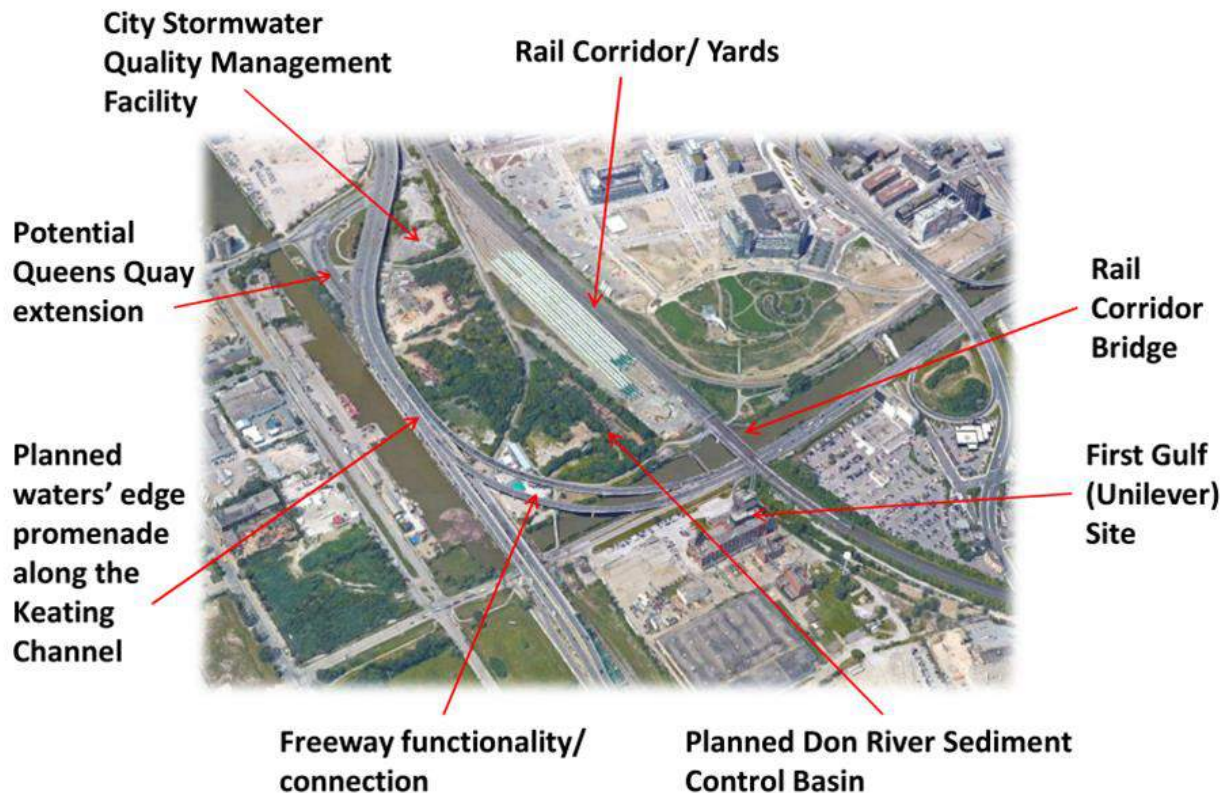 City Stormwater
Quality Management
Facility
Rail Corridor/ Yards
Potential
Queens Quay
extension
Rail
Corridor
Bridge
Planned
waters' edge
promenade
along the
Keating
Channel
First Gulf
(Unilever)
Site
Freeway functionality/
connection
Planned Don River Sediment
Control Basin